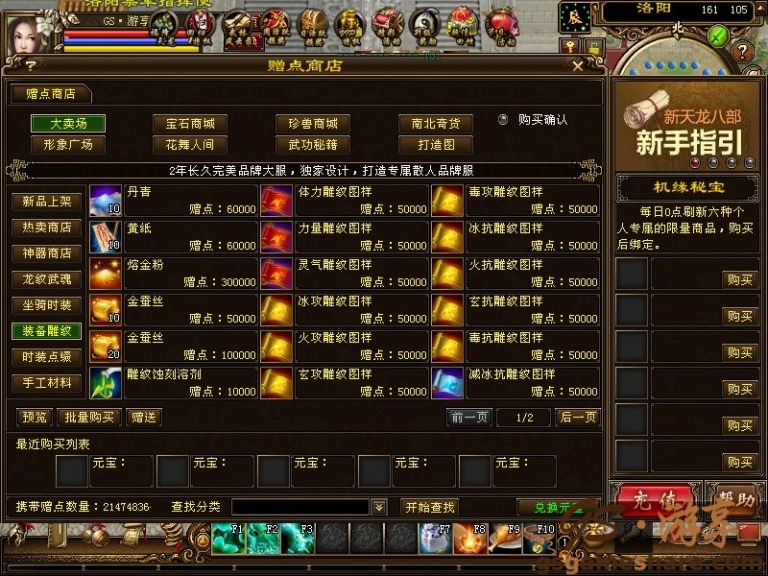 GS·游亨
洛阳 161 105
北
辰
赠点商店
赠点商店
大卖场 宝石商城 珍兽商城 南北奇货 购买确认
形象广场 花舞人间 武功秘籍 打造图
2年长久完美品牌大服，独家设计，打造专属散人品牌服
新品上架
热卖商店
神器商店
龙纹武魂
坐骑时装
装备雕纹
时装点缀
手工材料
丹青 体力雕纹图样 毒攻雕纹图样
10 赠点：60000 赠点：50000 赠点：50000
黄纸 力量雕纹图样 冰抗雕纹图样
10 赠点：60000 赠点：50000 赠点：50000
熔金粉 灵气雕纹图样 火抗雕纹图样
赠点：300000 赠点：50000 赠点：50000
金蚕丝 冰攻雕纹图样 玄抗雕纹图样
10 赠点：50000 赠点：50000 赠点：50000
金蚕丝 火攻雕纹图样 毒抗雕纹图样
20 赠点：100000 赠点：50000 赠点：50000
雕纹蚀刻溶剂 玄攻雕纹图样 减冰抗雕纹图样
赠点：10000 赠点：50000 赠点：50000
预览 批量购买 赠送 前一页 1/2 后一页
最近购买列表
元宝： 元宝： 元宝： 元宝： 元宝：
携带赠点数量：21474836 查找分类 开始查找
新天龙八部
新手指引
机缘秘宝
每日0点刷新六种个
人专属的限量商品，购买
后绑定。
购买
购买
购买
购买
购买
购买
充值 帮助
F1 F2 F3 F7 F8 F9 F10